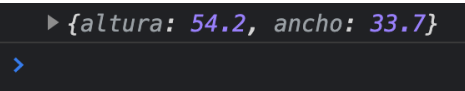 ▶ {altura: 54.2, ancho: 33.7}
>